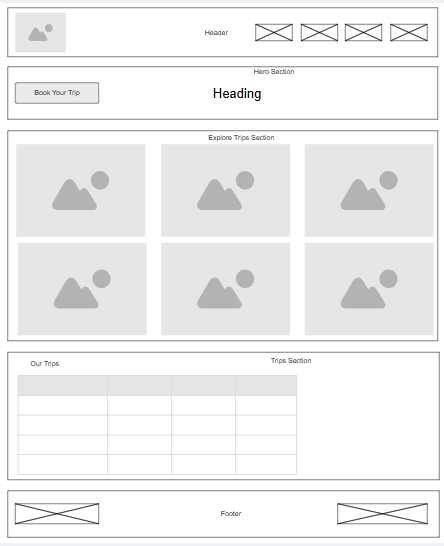 Header
Hero Section
Book Your Trip
Heading
Explore Trips Section
Our Trips
Trips Section
Footer